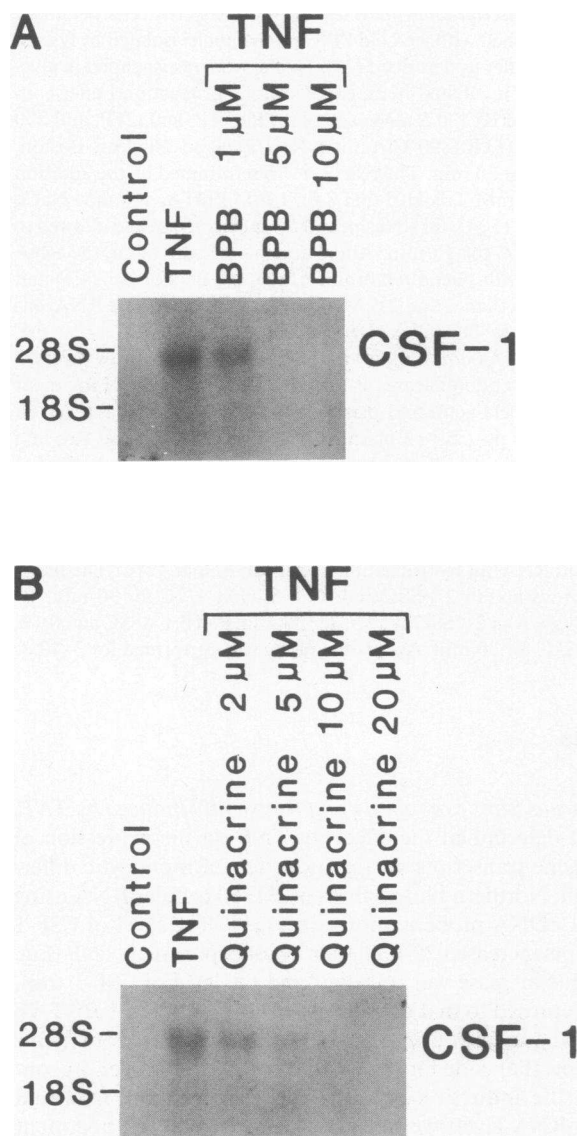 A
TNF
Control
TNF
BPB 1 μM
BPB 5 μM
BPB 10 μM
28S-
18S-
CSF-1
B
TNF
Control
TNF
Quinacrine 2 μM
Quinacrine 5 μM
Quinacrine 10 μM
Quinacrine 20 μM
28S-
18S-
CSF-1